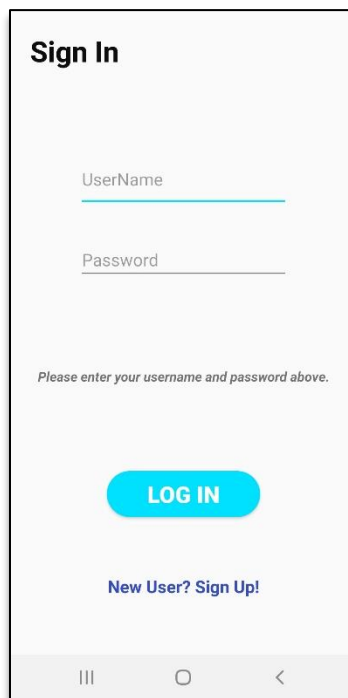 Sign In
UserName
Password
Please enter your username and password above.
LOG IN
New User? Sign Up!